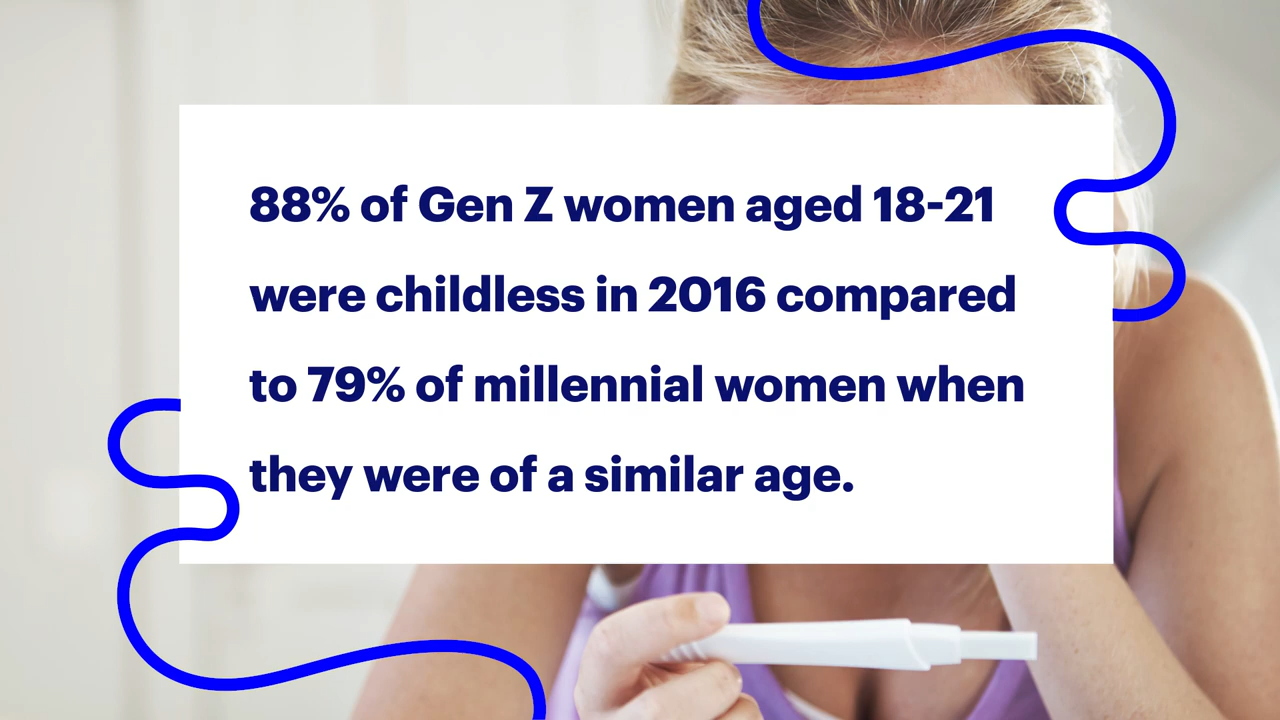 88% of Gen Z women aged 18-21
were childless in 2016 compared
to 79% of millennial women when
they were of a similar age.